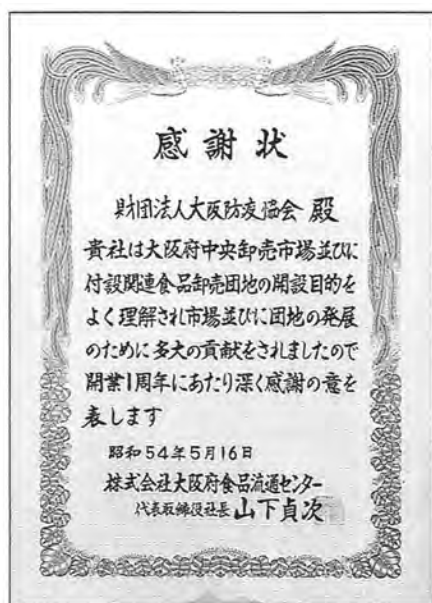 感謝状
財団法人大阪防疫協会 殿
貴社は大阪府中央卸売市場並びに
付設関連食品卸売団地の開設目的を
よく理解され市場並びに団地の発展
のために多大の貢献をされましたので
開業1周年にあたり深く感謝の意を
表します
昭和54年5月16日
株式会社大阪府食品流通センター
代表取締役社長 山下貞次